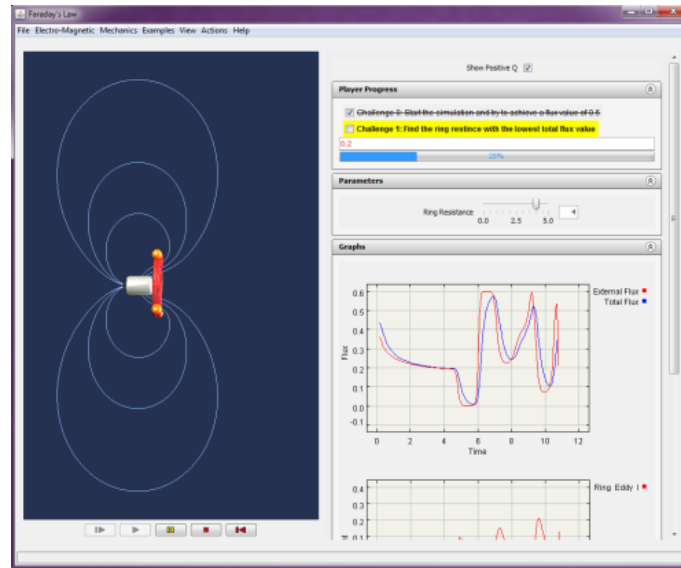 Faraday's Law
File Electro-Magnetic Mechanics Examples View Actions Help
Show Positive Q
Player Progress
Challenge 0: Start the simulation and try to achieve a flux value of 0.6
Challenge 1: Find the ring restince with the lowest total flux value
0.2
25%
Parameters
Ring Resistance
4
0.0 2.5 5.0
Graphs
External Flux
Total Flux
0.6
0.5
0.4
0.3
0.2
0.1
0.0
-0.1
Flux
0 2 4 6 8 10 12
Time
Ring Eddy I
0.4
0.3
0.2
0.1